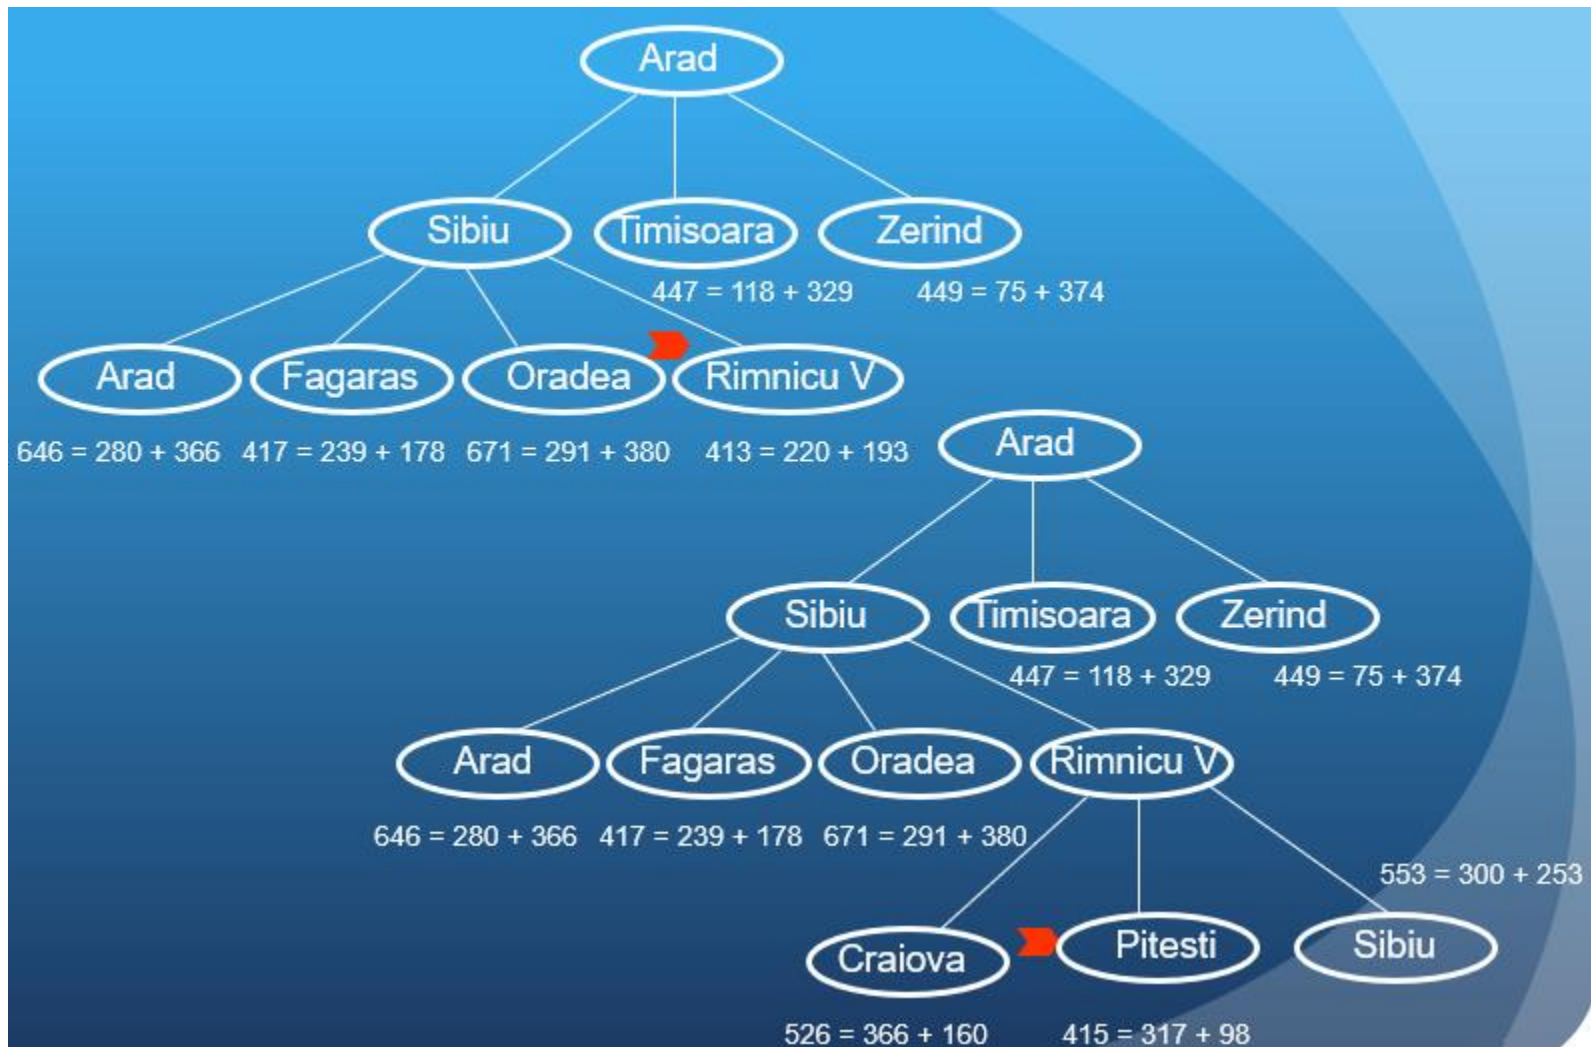 Arad
Sibiu Timisoara Zerind
447 = 118 + 329 449 = 75 + 374
Arad Fagaras Oradea Rimnicu V
646 = 280 + 366 417 = 239 + 178 671 = 291 + 380 413 = 220 + 193
Arad
Sibiu Timisoara Zerind
447 = 118 + 329 449 = 75 + 374
Arad Fagaras Oradea Rimnicu V
646 = 280 + 366 417 = 239 + 178 671 = 291 + 380
553 = 300 + 253
Craiova Pitesti Sibiu
526 = 366 + 160 415 = 317 + 98